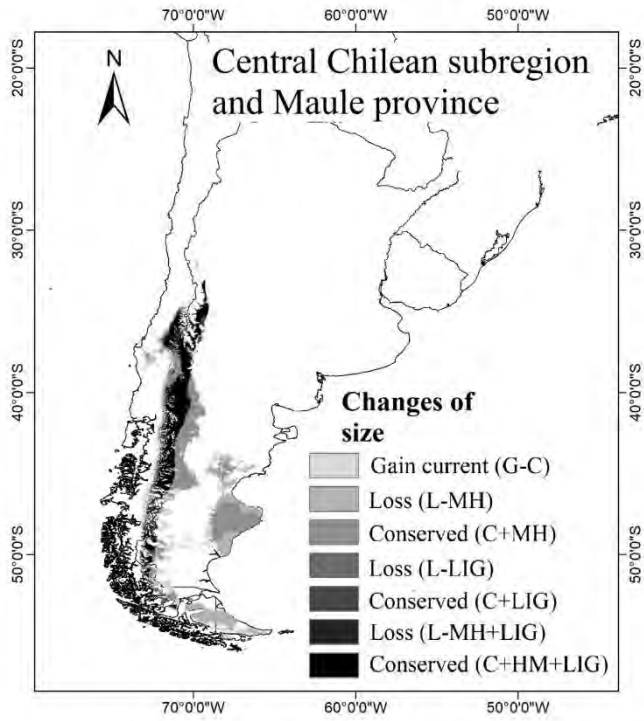 70°0'0"W 60°0'0"W 50°0'0"W
20°0'0"S
30°0'0"S
40°0'0"S
50°0'0"S
N
Central Chilean subregion
and Maule province
20°0'0"S
30°0'0"S
40°0'0"S
50°0'0"S
Changes of
size
Gain current (G-C)
Loss (L-MH)
Conserved (C+MH)
Loss (L-LIG)
Conserved (C+LIG)
Loss (L-MH+LIG)
Conserved (C+HM+LIG)
70°0'0"W 60°0'0"W 50°0'0"W